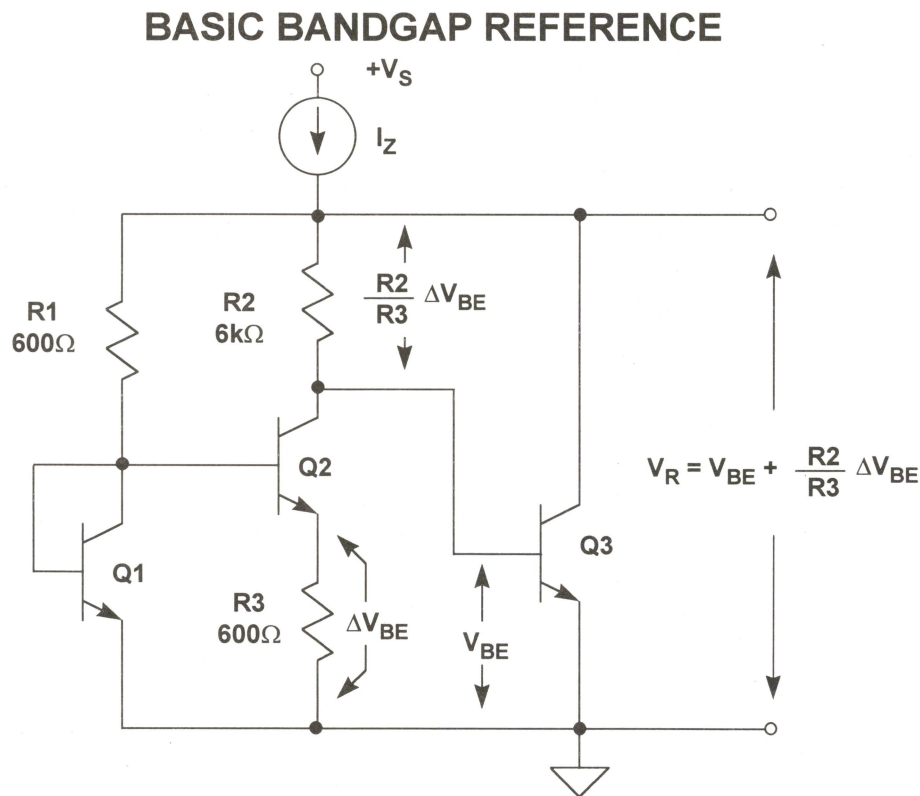 BASIC BANDGAP REFERENCE
+VS
IZ
R1
600Ω
R2
6kΩ
R2
R3
ΔVBE
Q2
VR = VBE + R2
R3
ΔVBE
Q1
Q3
R3
600Ω
ΔVBE
VBE